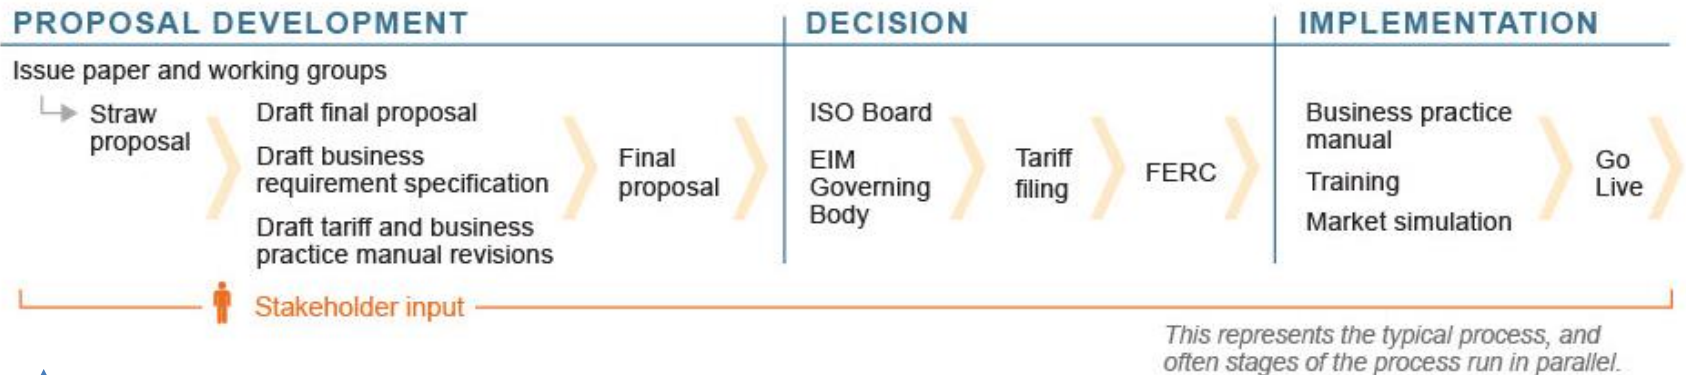 PROPOSAL DEVELOPMENT
Issue paper and working groups
Straw
proposal
Draft final proposal
Draft business
requirement specification
Draft tariff and business
practice manual revisions
Final
proposal
DECISION
ISO Board
EIM
Governing
Body
Tariff
filing
FERC
IMPLEMENTATION
Business practice
manual
Training
Market simulation
Go
Live
Stakeholder input
This represents the typical process, and
often stages of the process run in parallel.